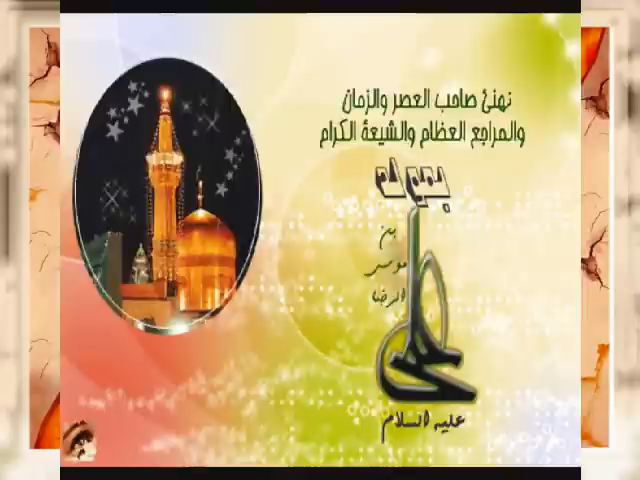 نهنئ صاحب العصر والزمان
والمراجع العظام والشيعة الكرام
بمولد
علي
بن
موسى
الرضا
عليه السلام